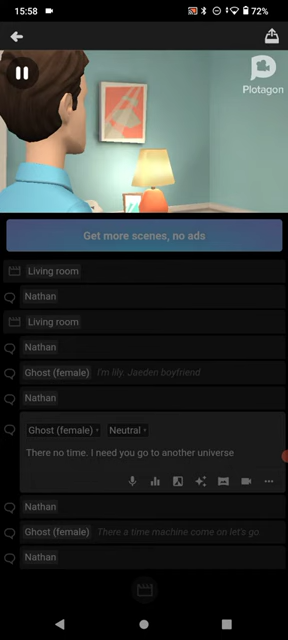 15:58
72%
Plotagon
Get more scenes, no ads
Living room
Nathan
Living room
Nathan
Ghost (female) I'm lily. Jaeden boyfriend
Nathan
Ghost (female) Neutral
There no time. I need you go to another universe
Nathan
Ghost (female) There a time machine come on let's go
Nathan